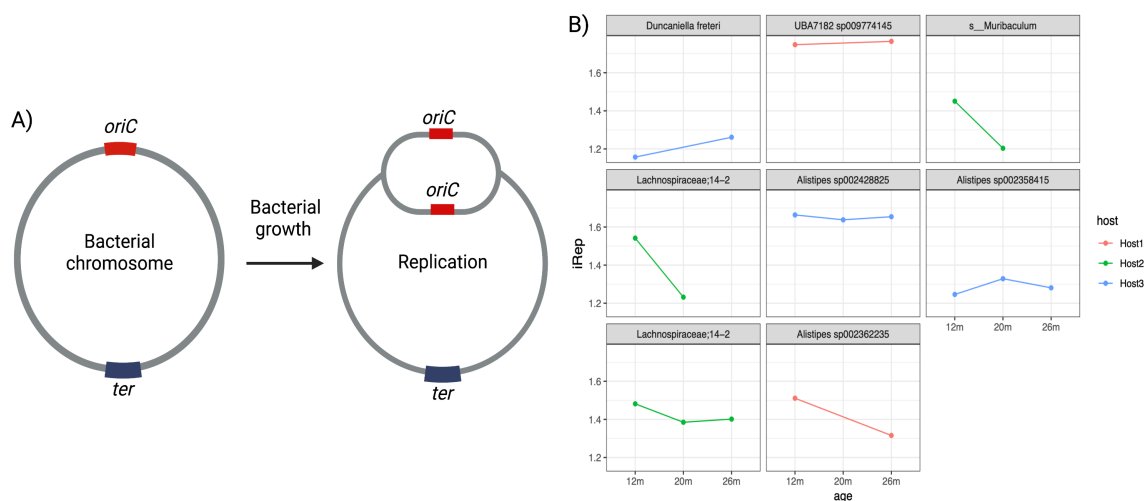 A)
oriC
Bacterial
chromosome
ter
Bacterial
growth
oriC
oriC
Replication
ter
B)
Duncaniella freteri
UBA7182 sp009774145
s__Muribaculum
1.6
1.4
1.2
Lachnospiraceae;14−2
Alistipes sp002428825
Alistipes sp002358415
1.6
1.4
1.2
12m
20m
26m
Lachnospiraceae;14−2
Alistipes sp002362235
1.6
1.4
1.2
12m
20m
26m
12m
20m
26m
iRep
age
host
Host1
Host2
Host3